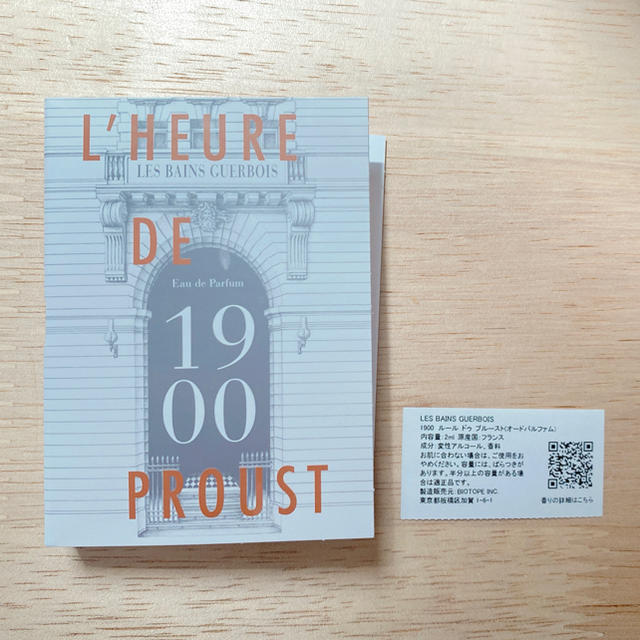 L'HEURE
LES BAINS GUERBOIS
DE
Eau de Parfum
19
00
PROUST
LES BAINS GUERBOIS
1900 ルール ドゥ プルースト(オードパルファム)
内容量:2ml 原産国:フランス
成分:変性アルコール、香料
お肌に合わない場合は、ご使用をお
やめください。容量には、ばらつきが
あります。半分以上の容量がある場
合は適正品です。
製造販売元: BIOTOPE INC.
東京都板橋区加賀 1-6-1
香りの詳細はこちら